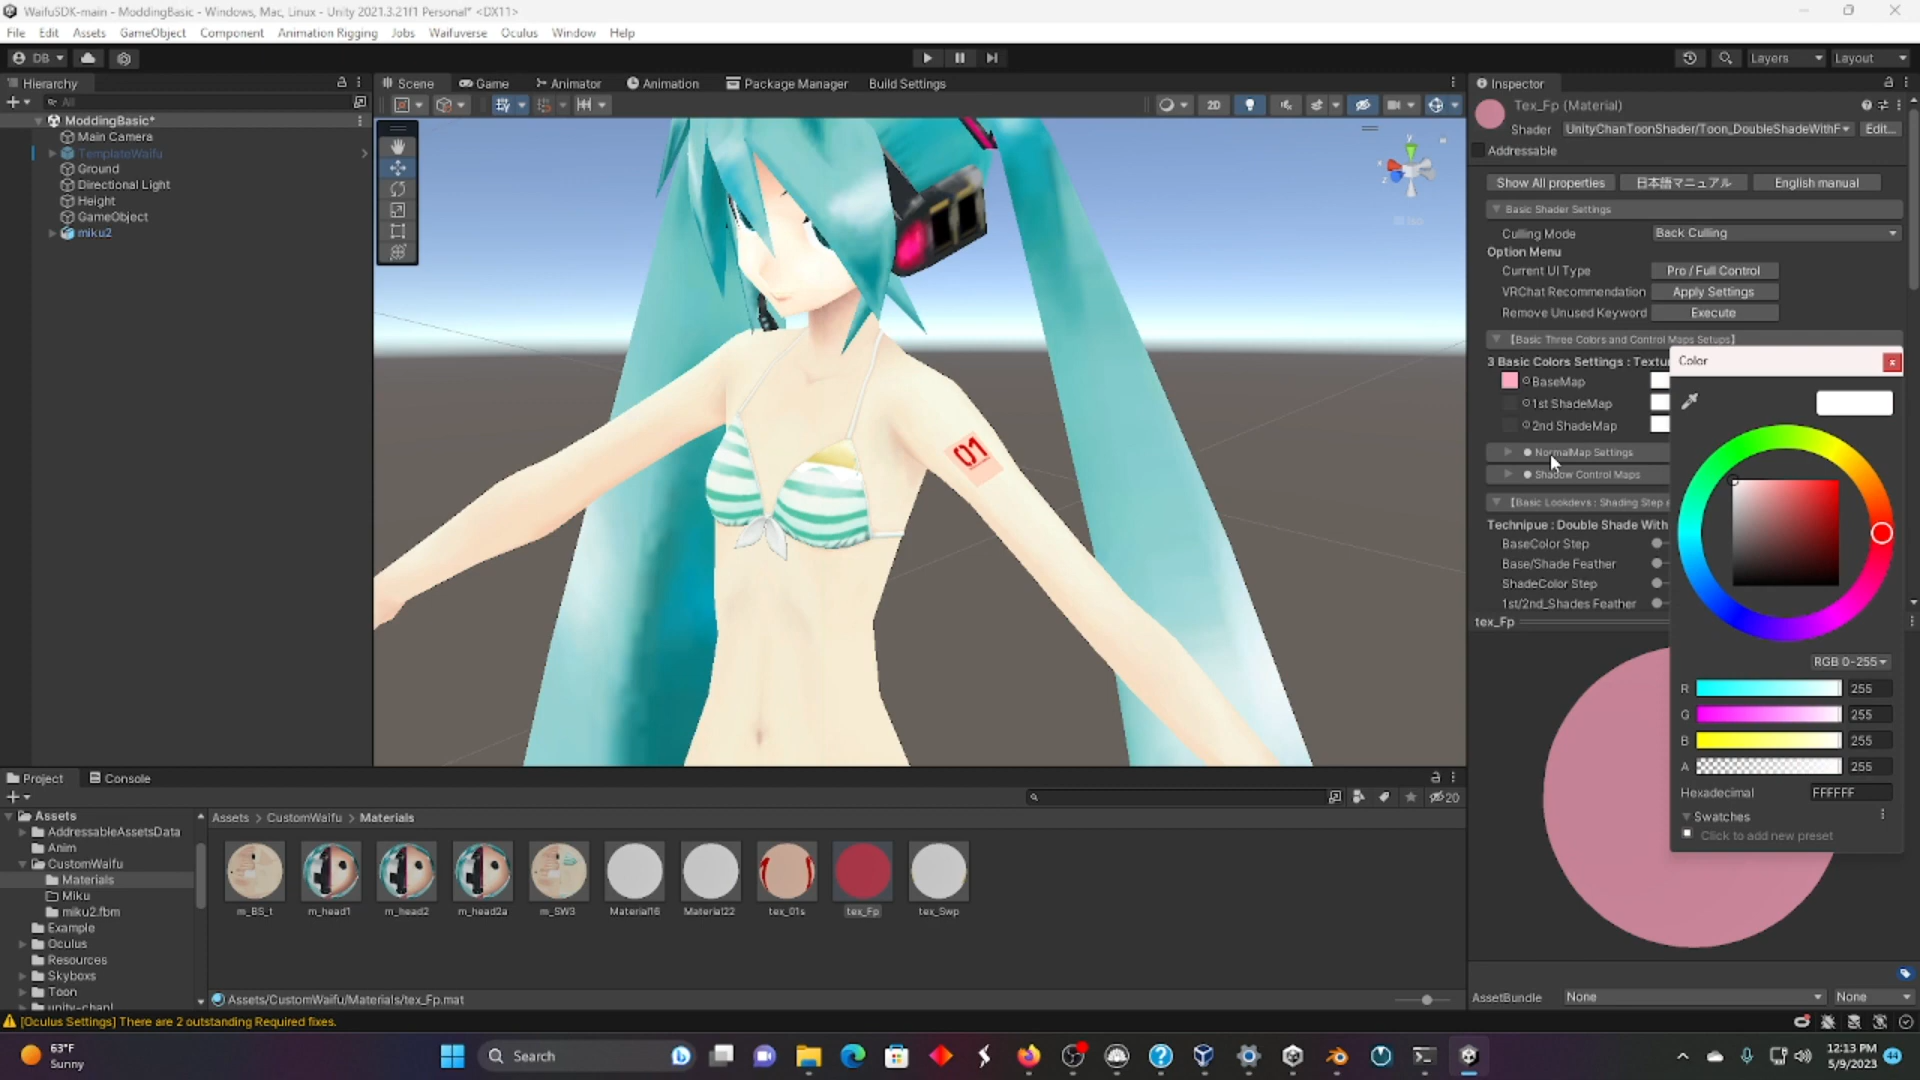 WaifuSDK-main - ModdingBasic - Windows, Mac, Linux - Unity 2021.3.21f1 Personal* <DX11>
File Edit Assets GameObject Component Animation Rigging Jobs Waifuverse Oculus Window Help
DB Layers Layout
Hierarchy Scene Game Animator Animation Package Manager Build Settings Inspector
All 2D
Tex_Fp (Material)
Shader UnityChanToonShader/Toon_DoubleShadeWithF Edit...
Addressable
ModdingBasic*
Main Camera
TemplateWaifu
Ground
Directional Light
Height
GameObject
miku2
01
Show All properties 日本語マニュアル English manual
Basic Shader Settings
Culling Mode Back Culling
Option Menu
Current UI Type Pro / Full Control
VRChat Recommendation Apply Settings
Remove Unused Keyword Execute
【Basic Three Colors and Control Maps Setups】
3 Basic Colors Settings : Textu
BaseMap
1st ShadeMap
2nd ShadeMap
NormalMap Settings
Shadow Control Maps
【Basic Lookdevs : Shading Step
Technipue : Double Shade With
BaseColor Step
Base/Shade Feather
ShadeColor Step
1st/2nd_Shades Feather
tex_Fp
Color
RGB 0-255
R 255
G 255
B 255
A 255
Hexadecimal FFFFFF
Swatches
Click to add new preset
AssetBundle None None
Project Console
20
Assets
AddressableAssetsData
Anim
CustomWaifu
Materials
Miku
miku2.fbm
Example
Oculus
Resources
Skyboxs
Toon
unity-chan!
Assets > CustomWaifu > Materials
m_BS_t m_head1 m_head2 m_head2a m_SW3 Material16 Material22 tex_01s tex_Fp tex_Swp
Assets/CustomWaifu/Materials/tex_Fp.mat
[Oculus Settings] There are 2 outstanding Required fixes.
63°F
Sunny
Search
12:13 PM
5/9/2023
44